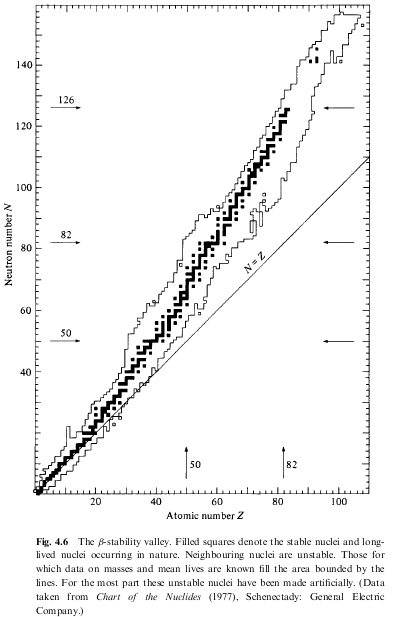 140
126
120
100
82
80
N = Z
60
50
40
50
82
20
40
60
80
100
Neutron number N
Atomic number Z
Fig. 4.6 The β-stability valley. Filled squares denote the stable nuclei and long-
lived nuclei occurring in nature. Neighbouring nuclei are unstable. Those for
which data on masses and mean lives are known fill the area bounded by the
lines. For the most part these unstable nuclei have been made artificially. (Data
taken from Chart of the Nuclides (1977), Schenectady: General Electric
Company.)